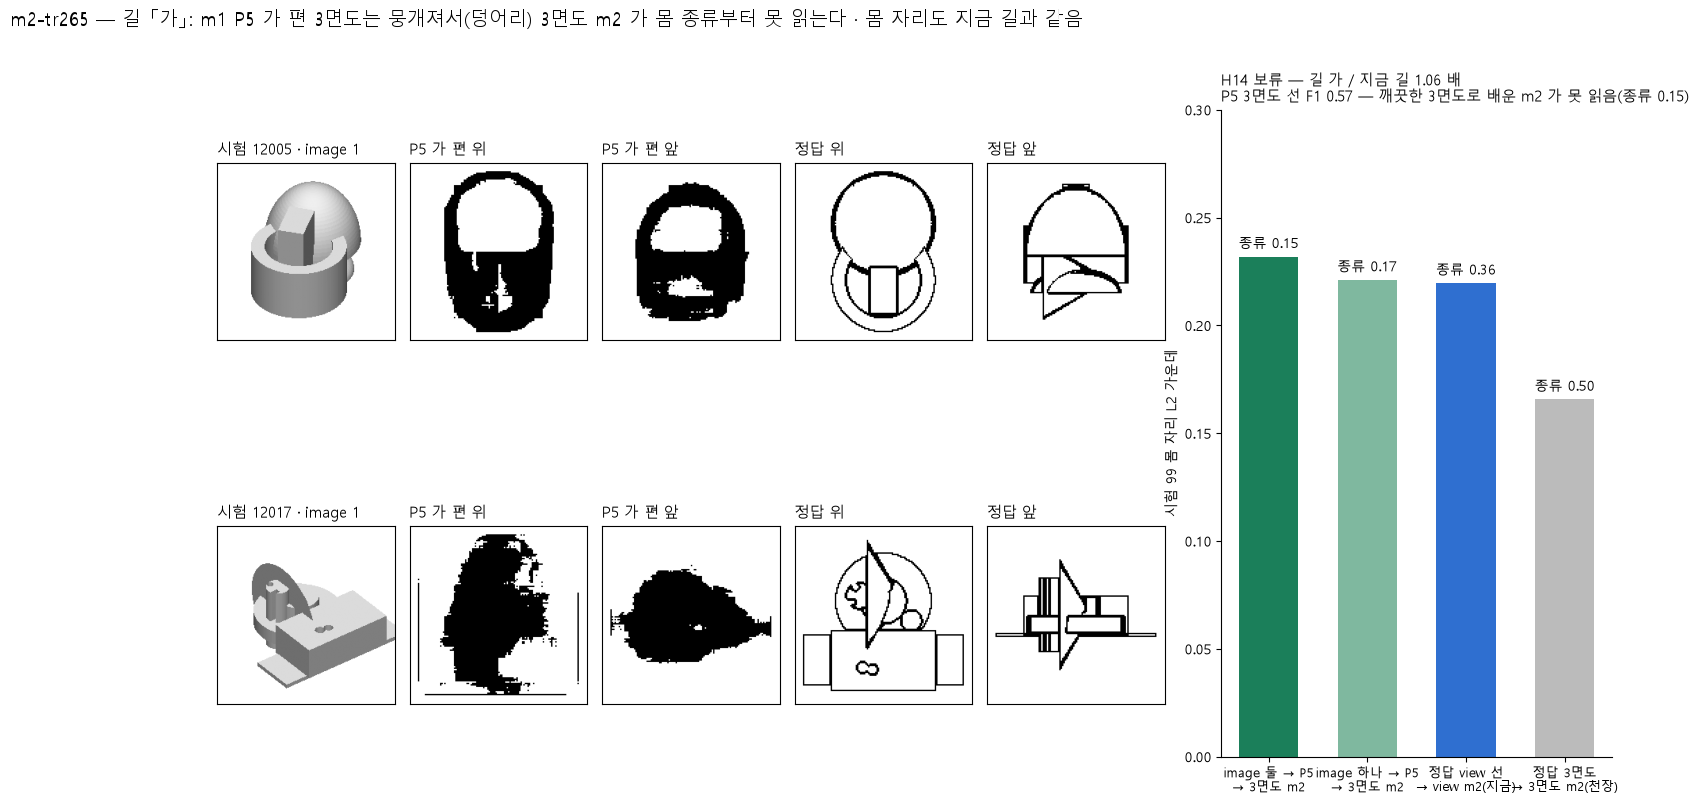 m2-tr265 — 길 「가」: m1 P5 가 편 3면도는 뭉개져서(덩어리) 3면도 m2 가 몸 종류부터 못 읽는다 · 몸 자리도 지금 길과 같음
H14 보류 — 길 가 / 지금 길 1.06 배
P5 3면도 선 F1 0.57 — 깨끗한 3면도로 배운 m2 가 못 읽음(종류 0.15)
시험 12005 · image 1
P5 가 편 위
P5 가 편 앞
정답 위
정답 앞
시험 12017 · image 1
P5 가 편 위
P5 가 편 앞
정답 위
정답 앞
시험 99 몸 자리 L2 가운데
0.30
0.25
0.20
0.15
0.10
0.05
0.00
종류 0.15
종류 0.17
종류 0.36
종류 0.50
image 둘 → P5
→ 3면도 m2
image 하나 → P5
→ 3면도 m2
정답 view 선
→ view m2(지금)
정답 3면도
→ 3면도 m2(천장)